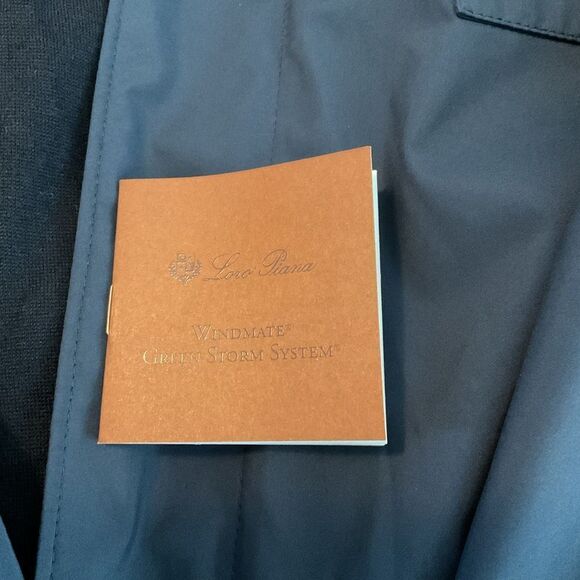 Loro Piana
WINDMATE®
GREEN STORM SYSTEM®